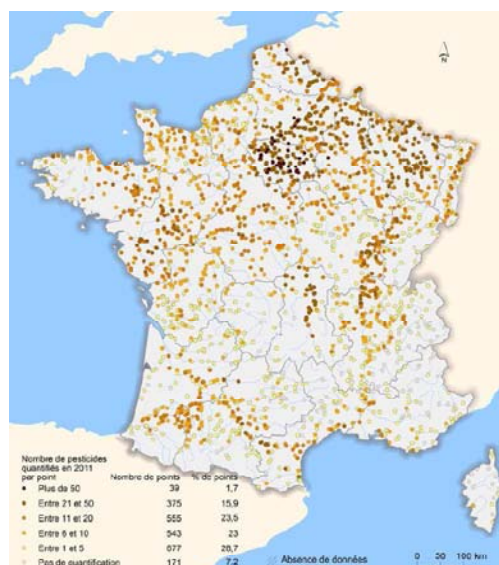 N
Nombre de pesticides
quantifiés en 2011
par point Nombre de points % de points
Plus de 50 39 1,7
Entre 21 et 50 375 15,9
Entre 11 et 20 555 23,5
Entre 6 et 10 543 23
Entre 1 et 5 677 28,7
Pas de quantification 171 7,2
Absence de données
0 50 100 km